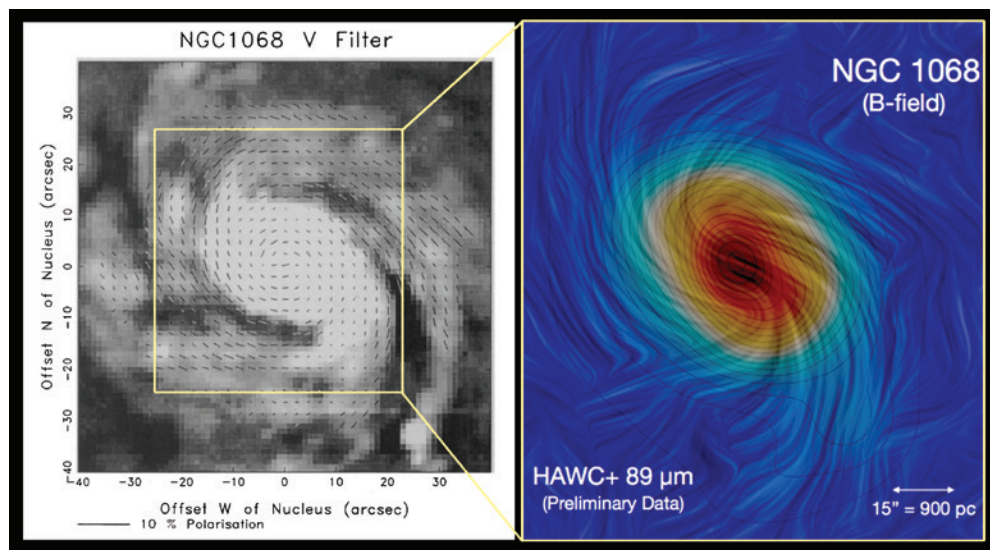 NGC1068 V Filter
Offset N of Nucleus (arcsec)
30
20
10
0
-10
-20
-30
-40
-40 -30 -20 -10 0 10 20 30
Offset W of Nucleus (arcsec)
10 % Polarisation
NGC 1068
(B-field)
HAWC+ 89 µm
(Preliminary Data)
15" = 900 pc